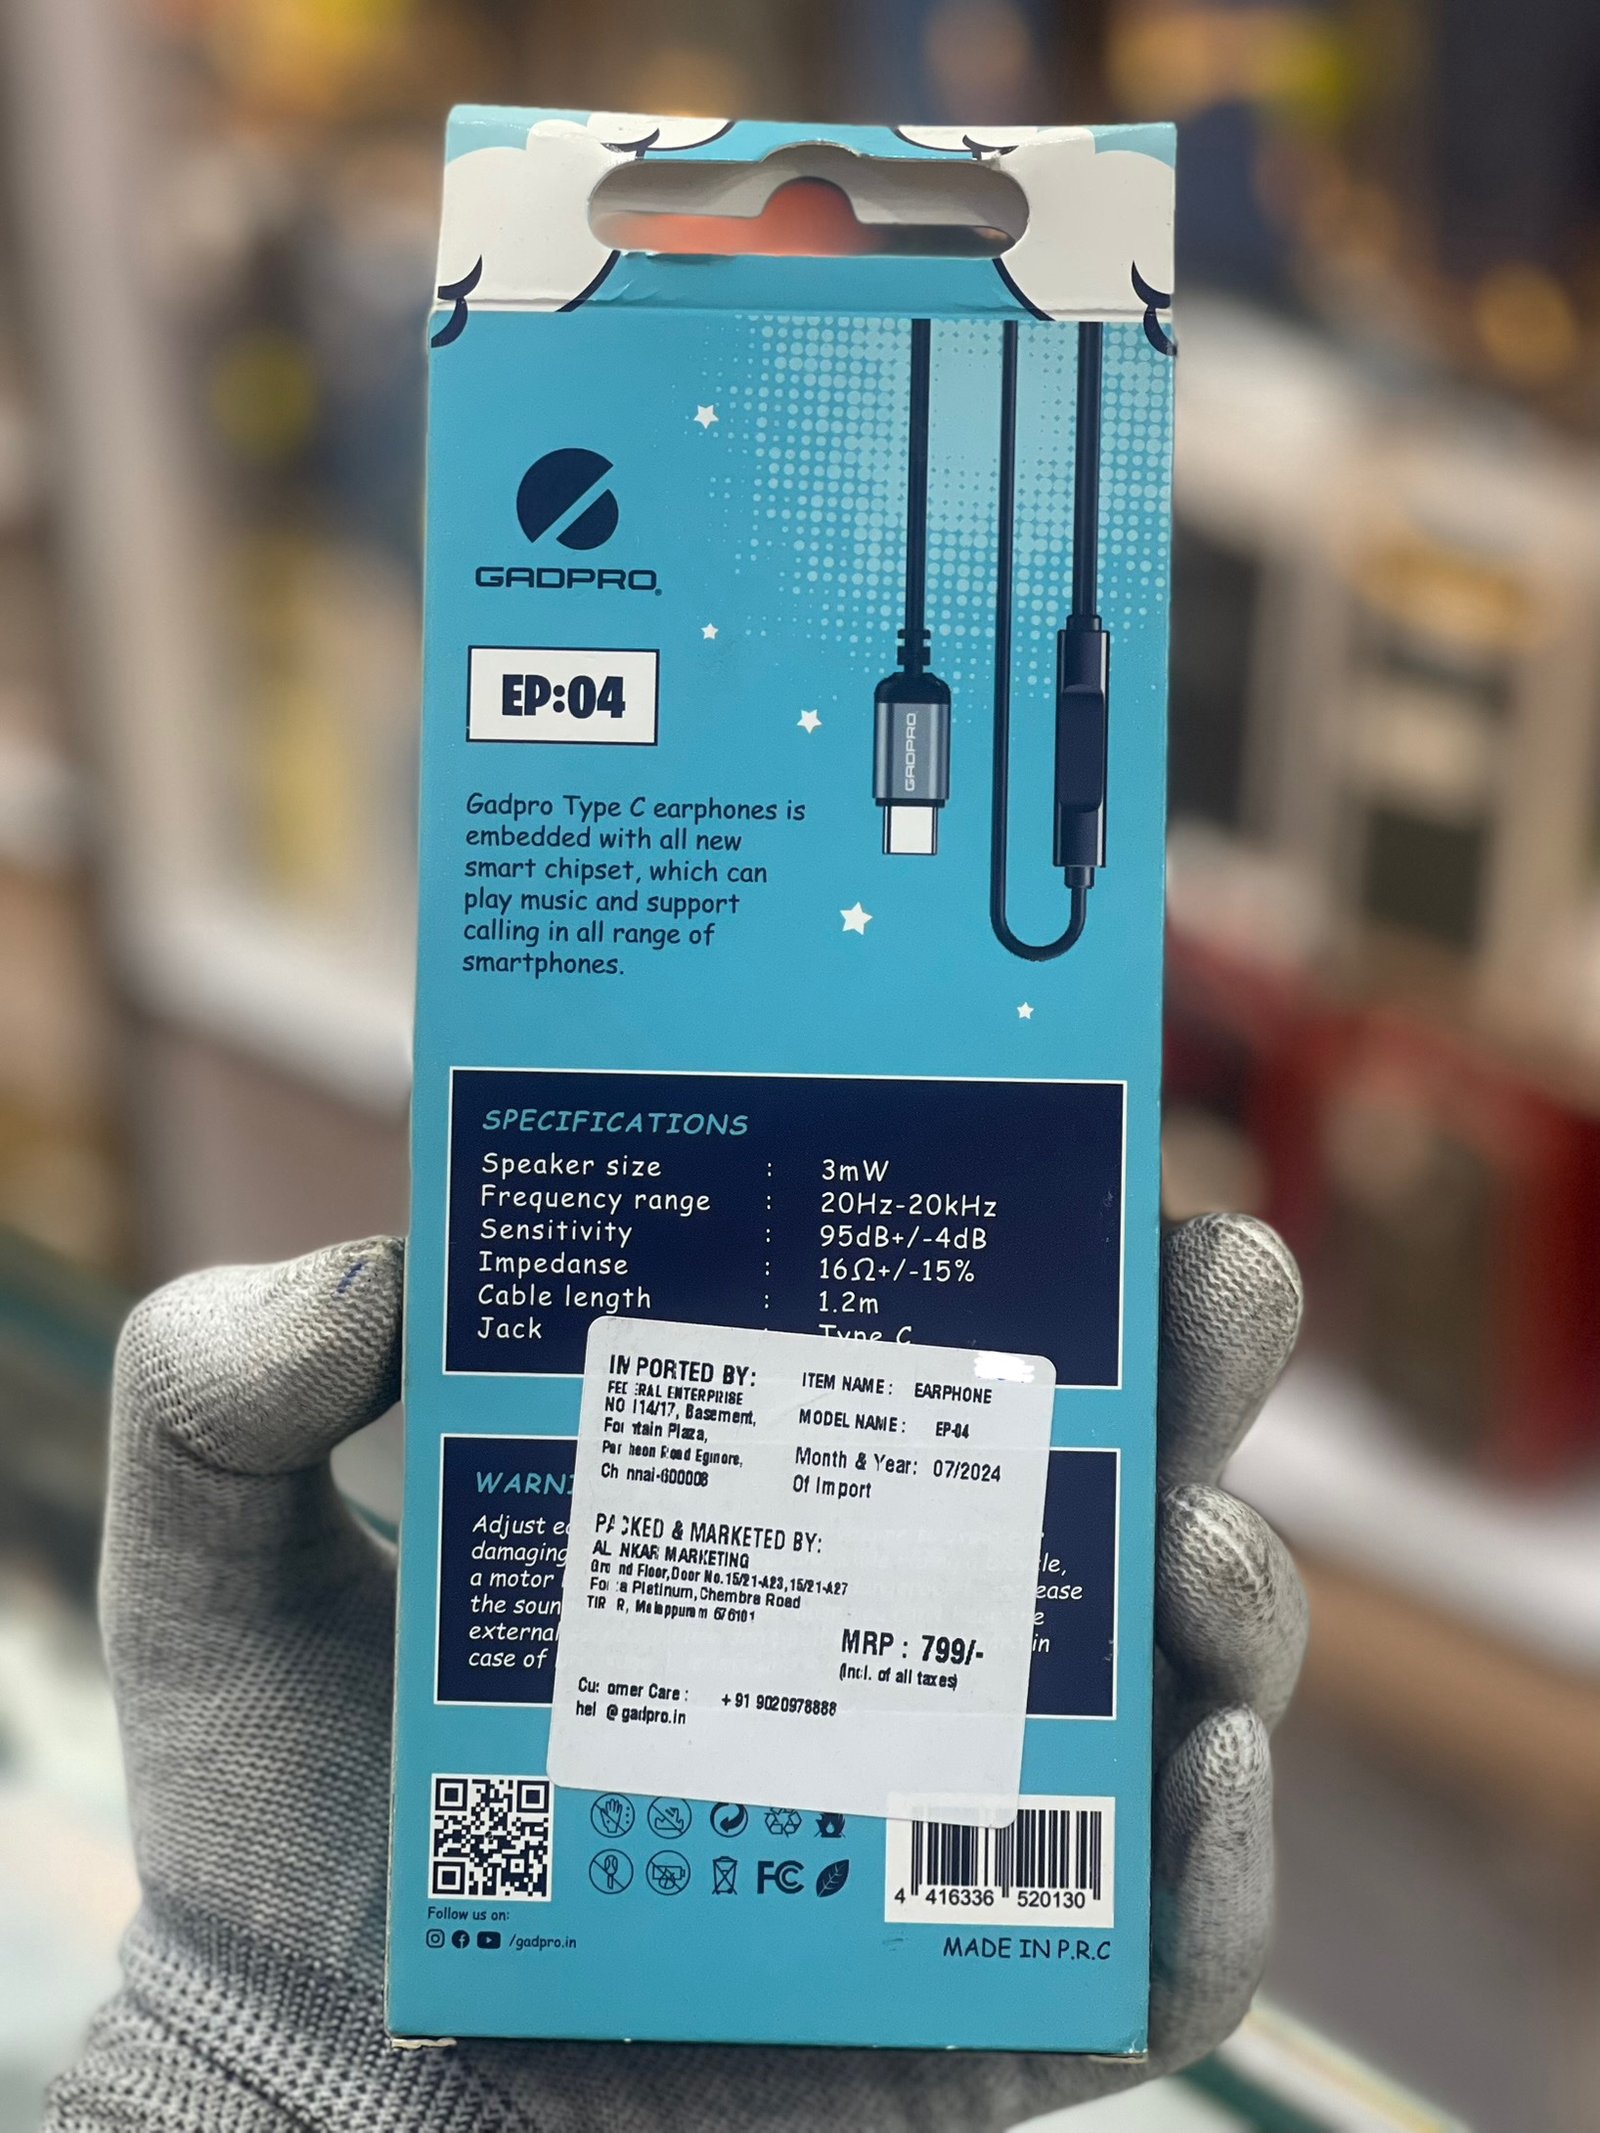 GADPRO
EP:04
GADPRO
Gadpro Type C earphones is
embedded with all new
smart chipset, which can
play music and support
calling in all range of
smartphones.
SPECIFICATIONS
Speaker size : 3mW
Frequency range : 20Hz-20kHz
Sensitivity : 95dB+/-4dB
Impedanse : 16Ω+/-15%
Cable length : 1.2m
Jack : Type C
IMPORTED BY:
FEDERAL ENTERPRISE
Basement,
Fountain Plaza,
Road Egmore,
Chennai-600008
ITEM NAME : EARPHONE
MODEL NAME : EP-04
Month & Year: 07/2024
Of Import
PACKED & MARKETED BY:
MARKETING
Floor, Door No. 15/21-A23, 15/21-A27
Platinum, Chembra Road
Malappuram 676101
MRP : 799/-
(Incl. of all taxes)
Customer Care : +91 9020978888
@gadpro.in
Adjust
damaging
a motor
the
external
case of in
FC
Follow us on:
/gadpro.in
4 416336 520130
MADE IN P.R.C